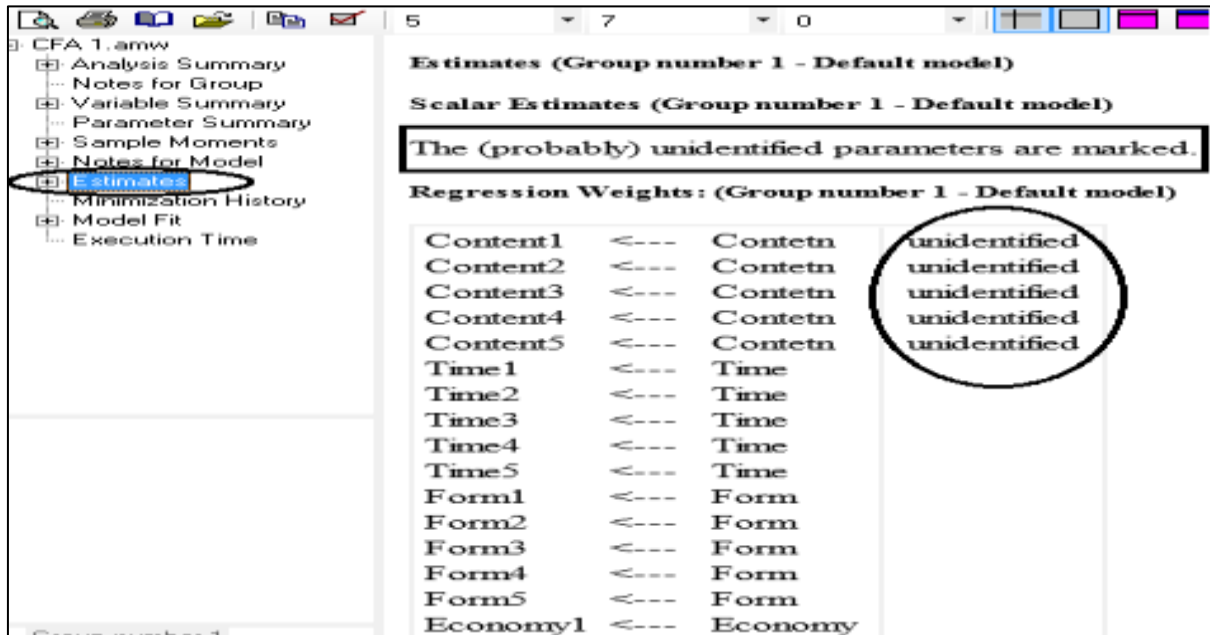 5 7 0
CFA 1.amw
Analysis Summary
Notes for Group
Variable Summary
Parameter Summary
Sample Moments
Notes for Model
Estimates
Minimization History
Model Fit
Execution Time
Estimates (Group number 1 - Default model)
Scalar Estimates (Group number 1 - Default model)
The (probably) unidentified parameters are marked.
Regression Weights: (Group number 1 - Default model)
Content1 <--- Contetn unidentified
Content2 <--- Contetn unidentified
Content3 <--- Contetn unidentified
Content4 <--- Contetn unidentified
Content5 <--- Contetn unidentified
Time1 <--- Time
Time2 <--- Time
Time3 <--- Time
Time4 <--- Time
Time5 <--- Time
Form1 <--- Form
Form2 <--- Form
Form3 <--- Form
Form4 <--- Form
Form5 <--- Form
Economy1 <--- Economy